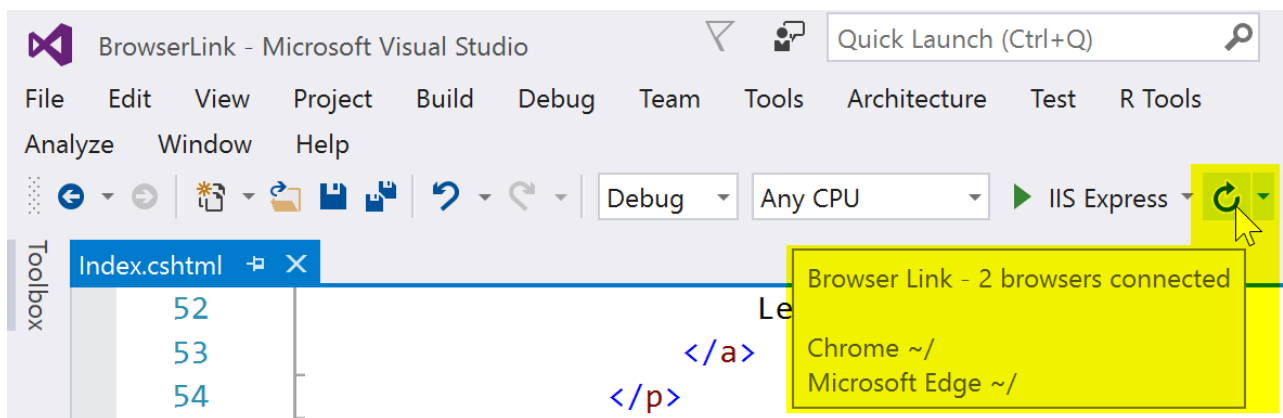 BrowserLink - Microsoft Visual Studio
Quick Launch (Ctrl+Q)
File Edit View Project Build Debug Team Tools Architecture Test R Tools
Analyze Window Help
Debug Any CPU IIS Express
Toolbox
Index.cshtml
Browser Link - 2 browsers connected
52 Le
53 </a>
Chrome ~/
Microsoft Edge ~/
54 </p>